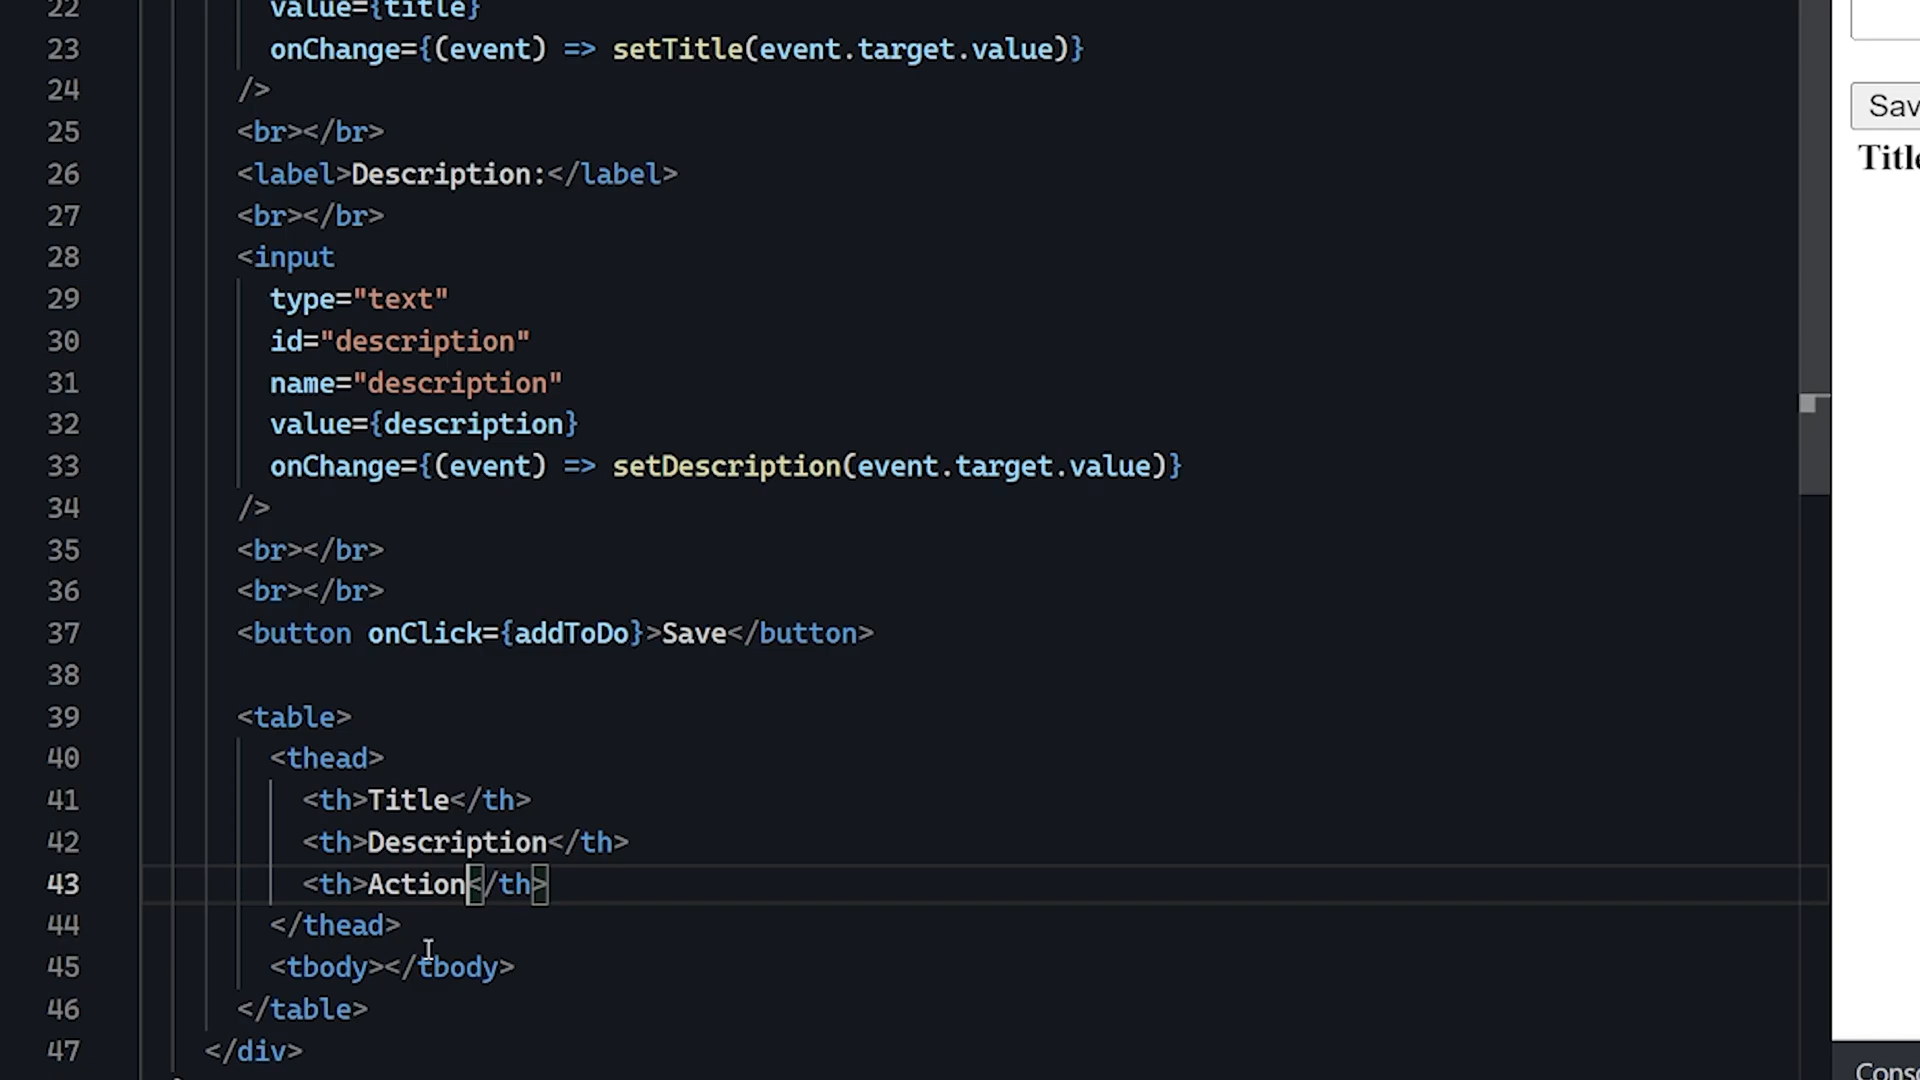 22 value={title}
23 onChange={(event) => setTitle(event.target.value)}
24 />
25 <br></br>
26 <label>Description:</label>
27 <br></br>
28 <input
29 type="text"
30 id="description"
31 name="description"
32 value={description}
33 onChange={(event) => setDescription(event.target.value)}
34 />
35 <br></br>
36 <br></br>
37 <button onClick={addToDo}>Save</button>
38
39 <table>
40 <thead>
41 <th>Title</th>
42 <th>Description</th>
43 <th>Action</th>
44 </thead>
45 <tbody></tbody>
46 </table>
47 </div>
Sav
Title
Conso